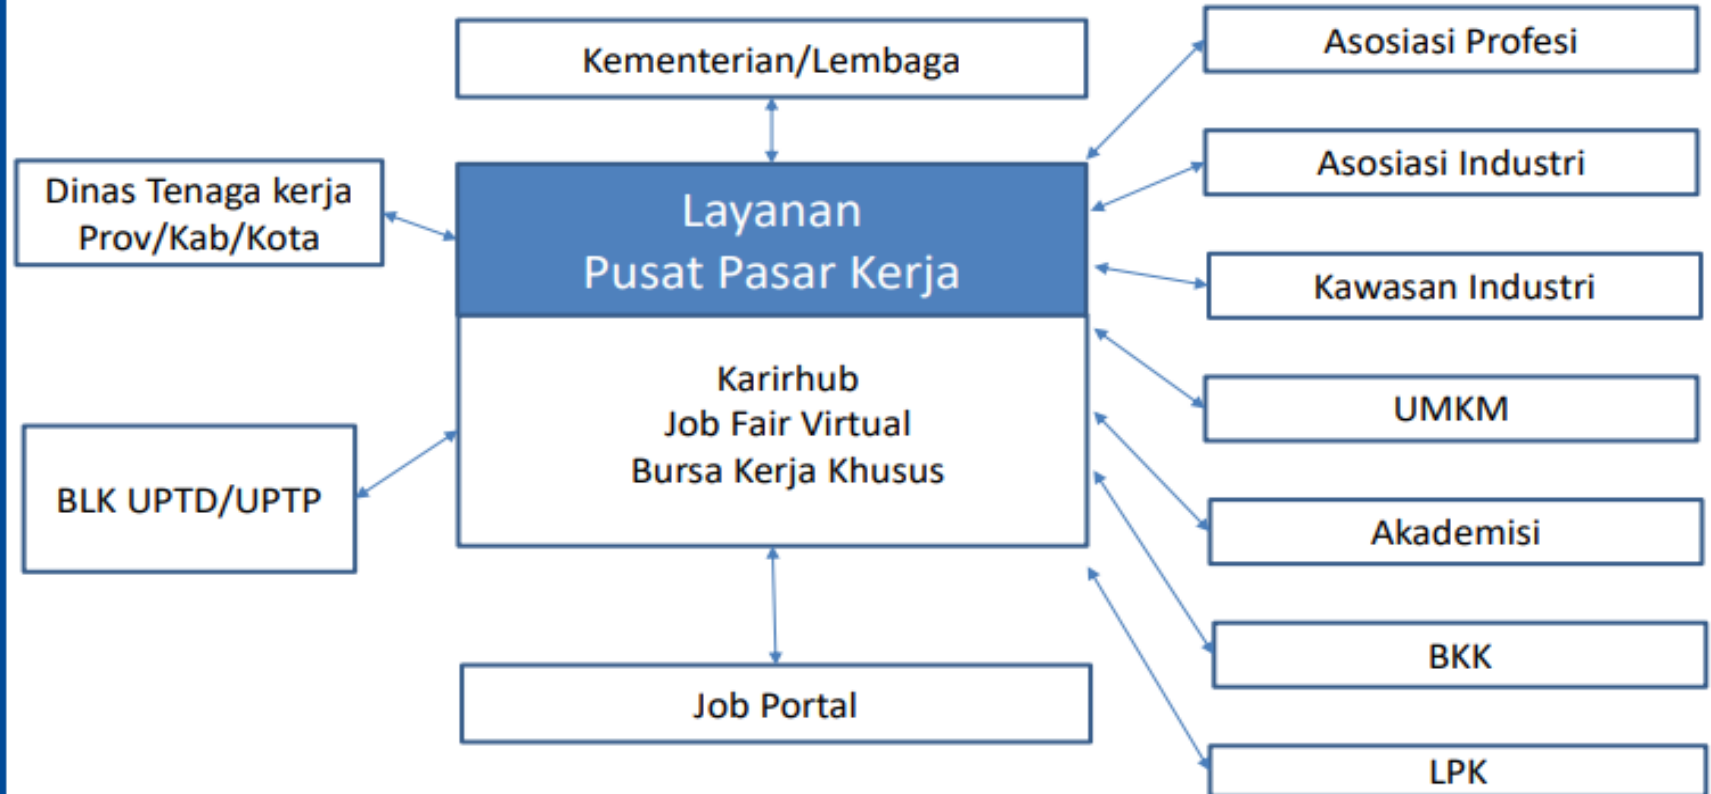 Kementerian/Lembaga
Dinas Tenaga kerja
Prov/Kab/Kota
Layanan
Pusat Pasar Kerja
Karirhub
Job Fair Virtual
Bursa Kerja Khusus
BLK UPTD/UPTP
Job Portal
Asosiasi Profesi
Asosiasi Industri
Kawasan Industri
UMKM
Akademisi
BKK
LPK